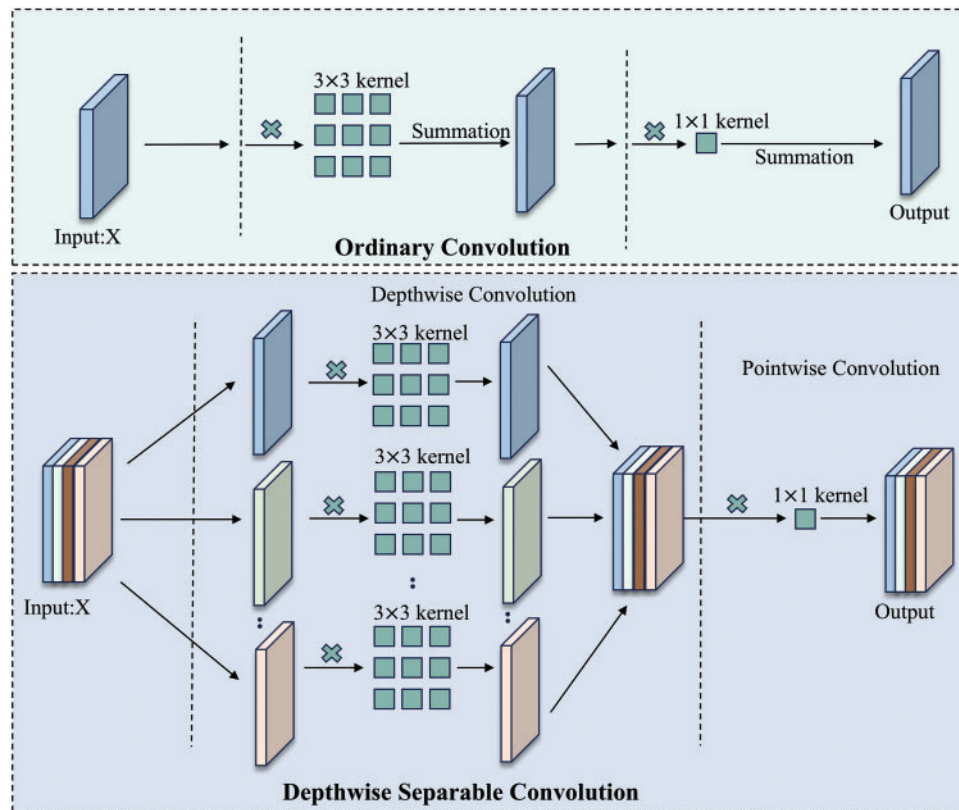 3×3 kernel
1×1 kernel
Summation
Summation
Input:X
Output
Ordinary Convolution
Depthwise Convolution
3×3 kernel
Pointwise Convolution
3×3 kernel
1×1 kernel
Input:X
3×3 kernel
Output
Depthwise Separable Convolution